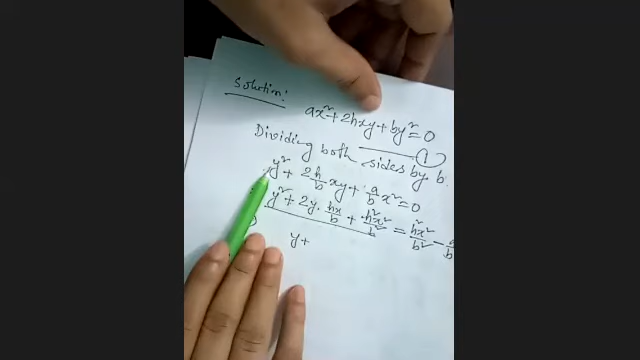 Solution:
ax² + 2hxy + by² = 0
①
Dividing both sides by b.
y² + 2h/b xy + a/b x² = 0
y² + 2y. hx/b + h²x²/b² = h²x²/b² -
y +